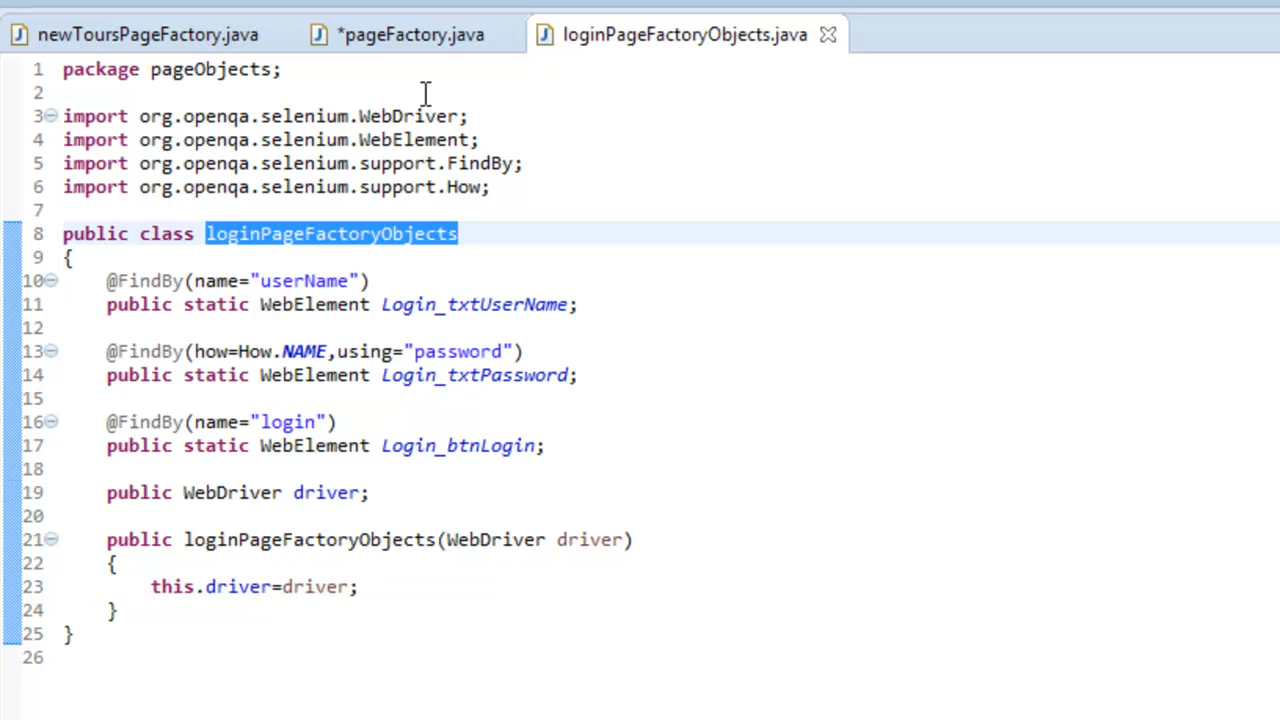 newToursPageFactory.java *pageFactory.java loginPageFactoryObjects.java
1 package pageObjects;
2
3 import org.openqa.selenium.WebDriver;
4 import org.openqa.selenium.WebElement;
5 import org.openqa.selenium.support.FindBy;
6 import org.openqa.selenium.support.How;
7
8 public class loginPageFactoryObjects
9 {
10 @FindBy(name="userName")
11 public static WebElement Login_txtUserName;
12
13 @FindBy(how=How.NAME,using="password")
14 public static WebElement Login_txtPassword;
15
16 @FindBy(name="login")
17 public static WebElement Login_btnLogin;
18
19 public WebDriver driver;
20
21 public loginPageFactoryObjects(WebDriver driver)
22 {
23 this.driver=driver;
24 }
25 }
26